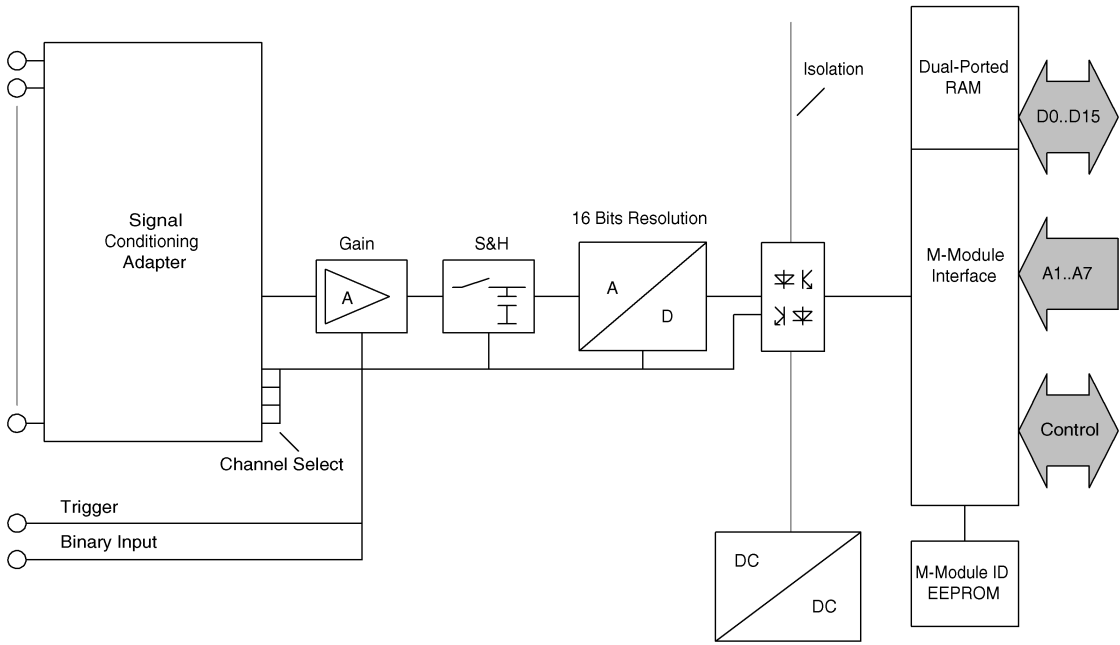 Isolation
Dual-Ported
RAM
D0..D15
Signal
Conditioning
Adapter
Gain
S&H
16 Bits Resolution
A
A
D
M-Module
Interface
A1..A7
Control
Channel Select
Trigger
Binary Input
DC
DC
M-Module ID
EEPROM